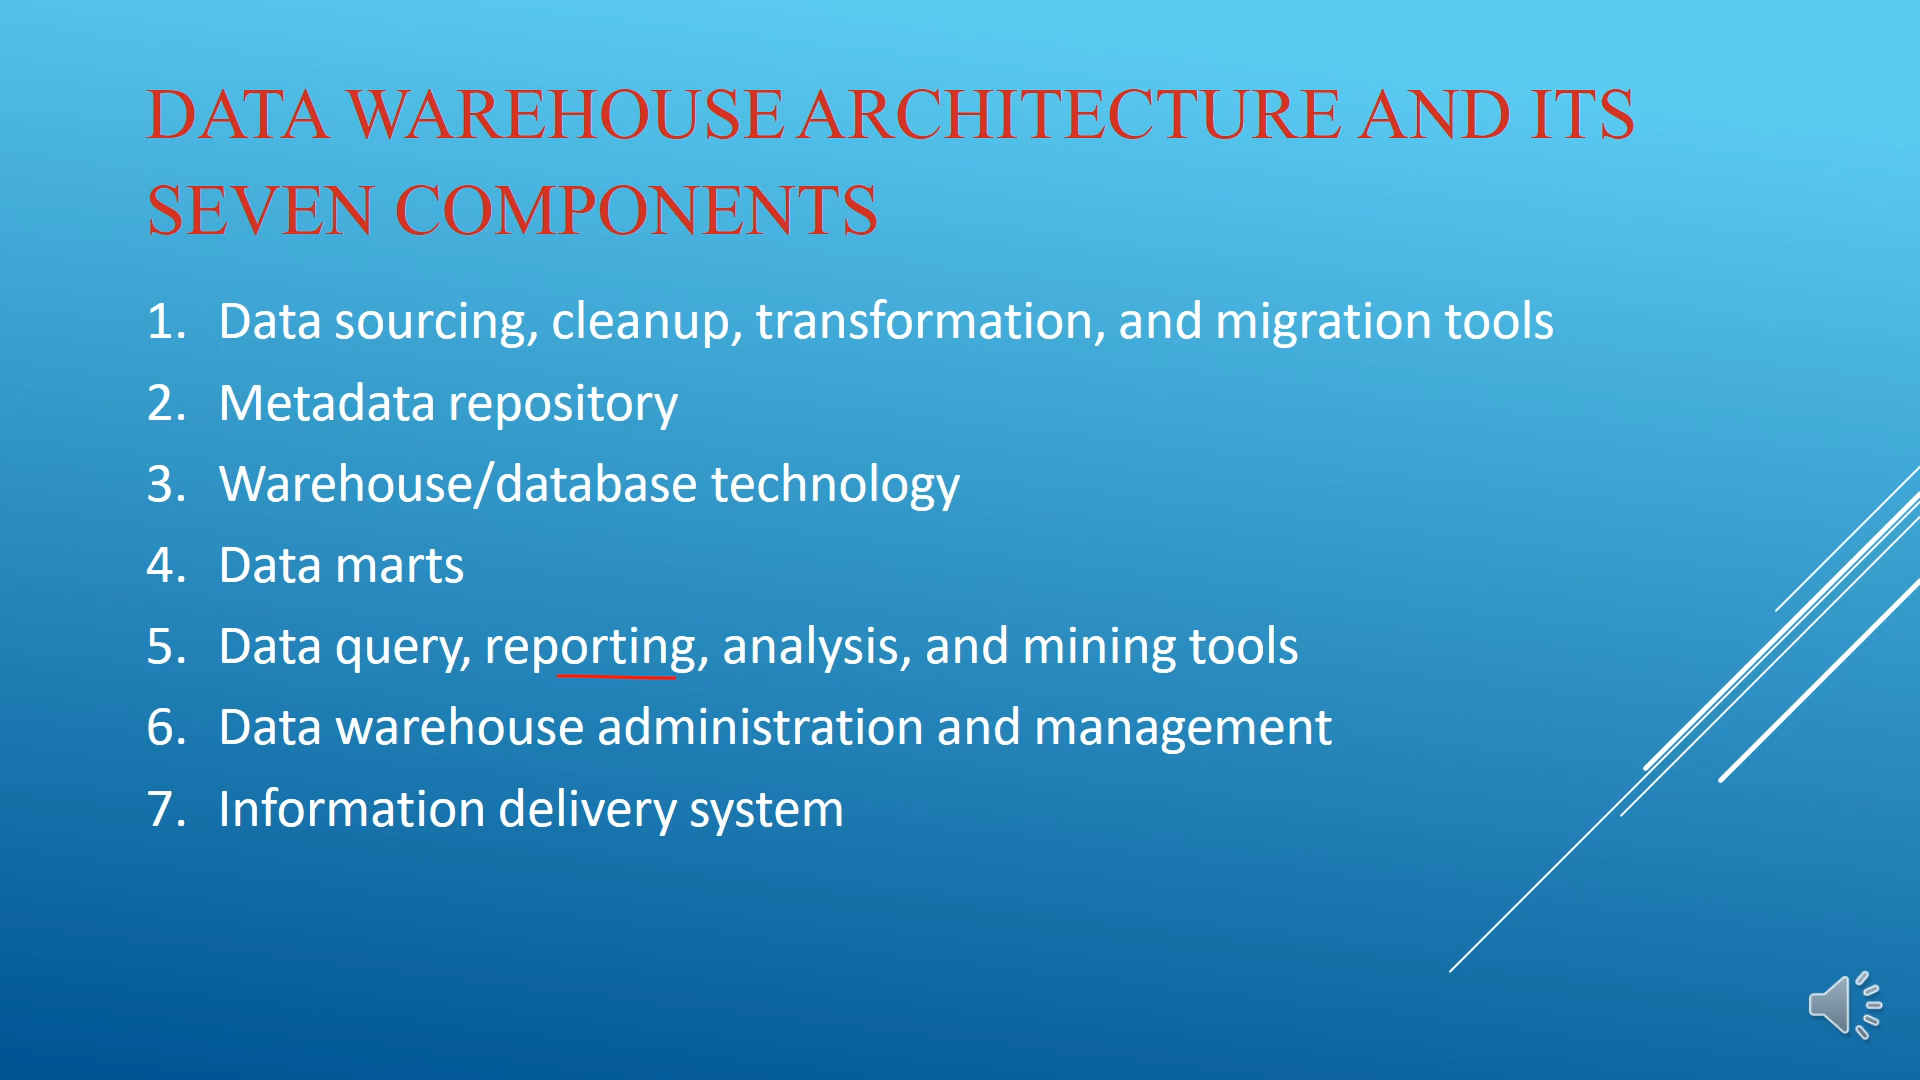 DATA WAREHOUSE ARCHITECTURE AND ITS
SEVEN COMPONENTS
1. Data sourcing, cleanup, transformation, and migration tools
2. Metadata repository
3. Warehouse/database technology
4. Data marts
5. Data query, reporting, analysis, and mining tools
6. Data warehouse administration and management
7. Information delivery system